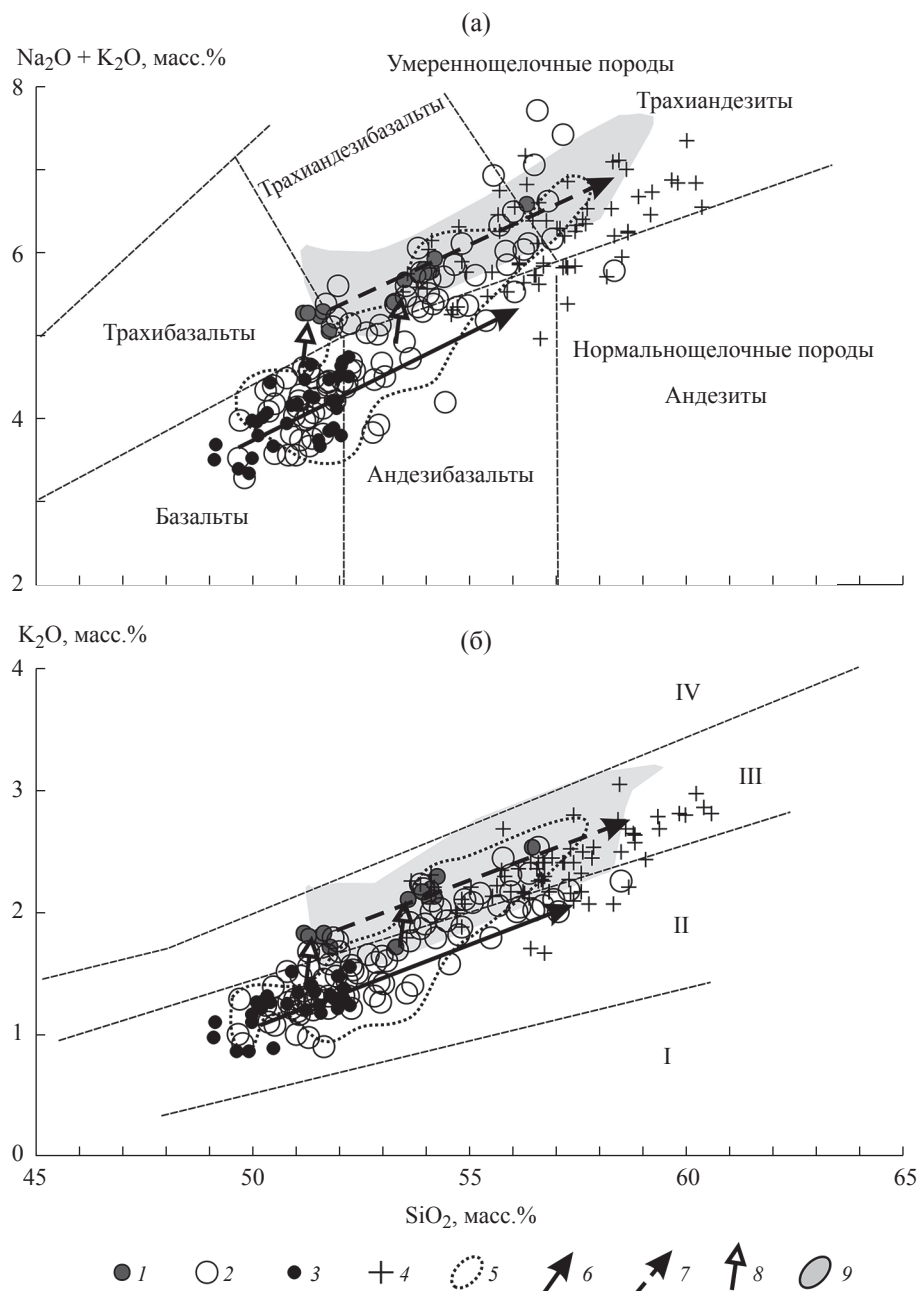 (а)
Na2O + K2O, масс.%
Умереннощелочные породы
8
Трахиандезиты
Трахиандезибазальты
6
Трахибазальты
Нормальнощелочные породы
4
Андезиты
Андезибазальты
Базальты
2
K2O, масс.%
(б)
4
IV
3
III
2
II
1
I
0
45 50 55 60 65
SiO2, масс.%
1 2 3 4 5 6 7 8 9